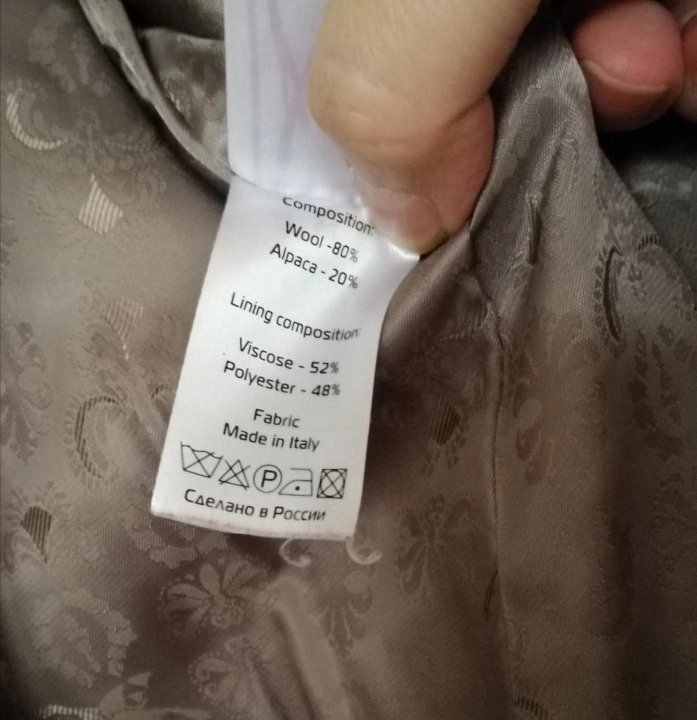 Composition:
Wool -80%
Alpaca - 20%
Lining composition:
Viscose - 52%
Polyester - 48%
Fabric
Made in Italy
P
Сделано в России